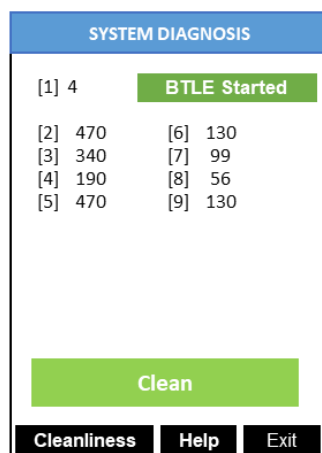 SYSTEM DIAGNOSIS
[1] 4 BTLE Started
[2] 470 [6] 130
[3] 340 [7] 99
[4] 190 [8] 56
[5] 470 [9] 130
Clean
Cleanliness Help Exit